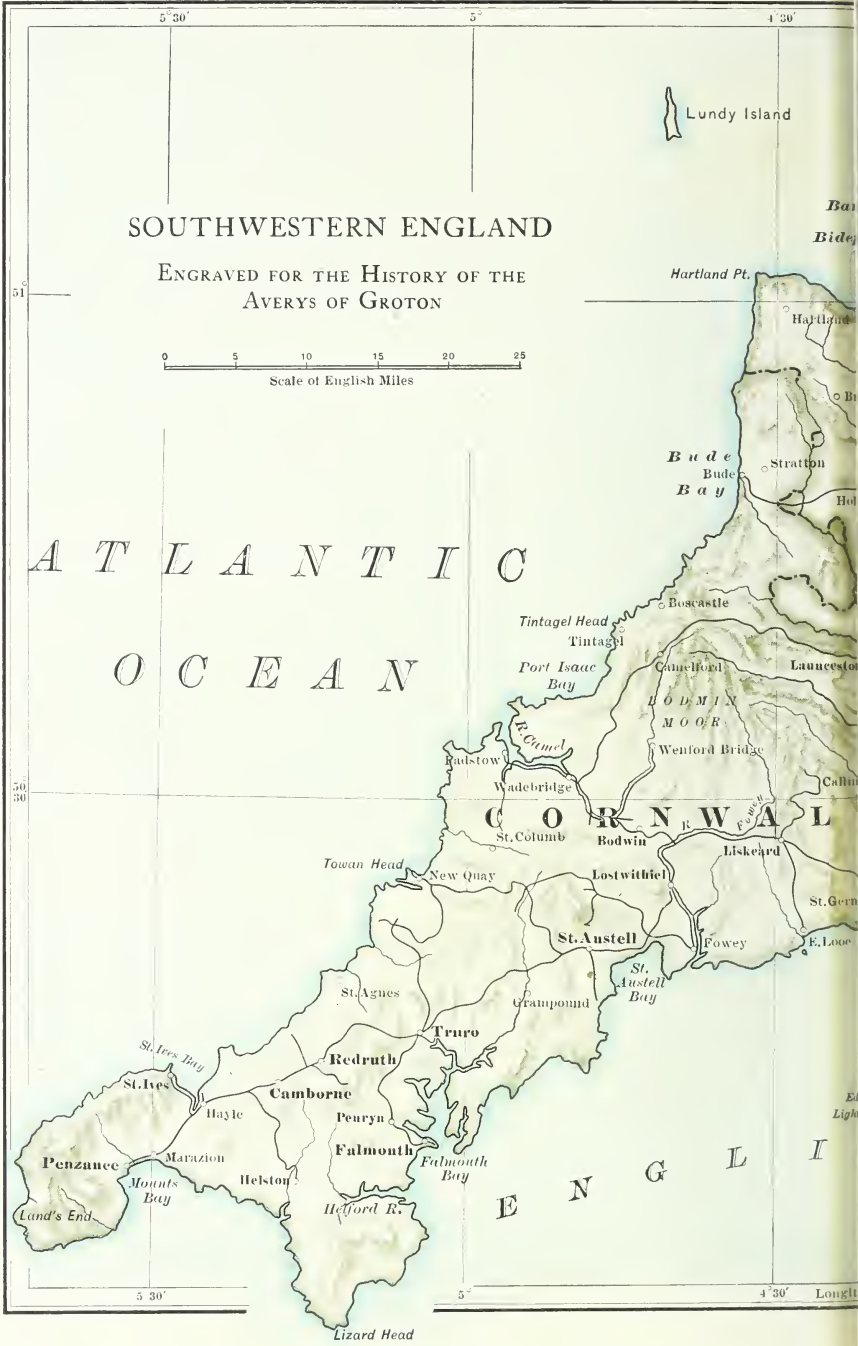 5°30'
5°
4°30'
Lundy Island
SOUTHWESTERN ENGLAND
ENGRAVED FOR THE HISTORY OF THE
AVERYS OF GROTON
Hartland Pt.
51°
Hartland
0 5 10 15 20 25
Scale of English Miles
Bude
Bay
Bude
Stratton
ATLANTIC
OCEAN
Boscastle
Tintagel Head
Tintagel
Port Isaac
Bay
Camelford
BODMIN
MOOR
R. Camel
Wenford Bridge
Padstow
Wadebridge
50°
30'
CORNWAL
St. Columb
Bodwin
R. Fowey
Liskeard
Towan Head
New Quay
Lostwithiel
St. Austell
Fowey
E. Looe
St.
Austell
Bay
St. Agnes
Grampound
Truro
Redruth
St. Ives Bay
St. Ives
Camborne
Hayle
Penryn
Falmouth
Falmouth
Bay
Penzance
Marazion
Mounts
Bay
Helston
Helford R.
Land's End
ENGLI
5°30'
5°
4°30'
Lizard Head